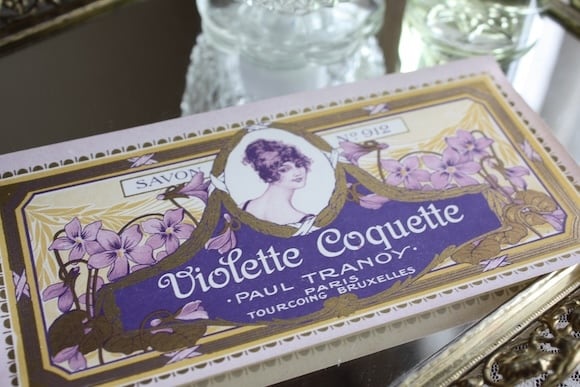 SAVON Nº 912
Violette Coquette
·PAUL TRANOY·
PARIS
TOURCOING BRUXELLES